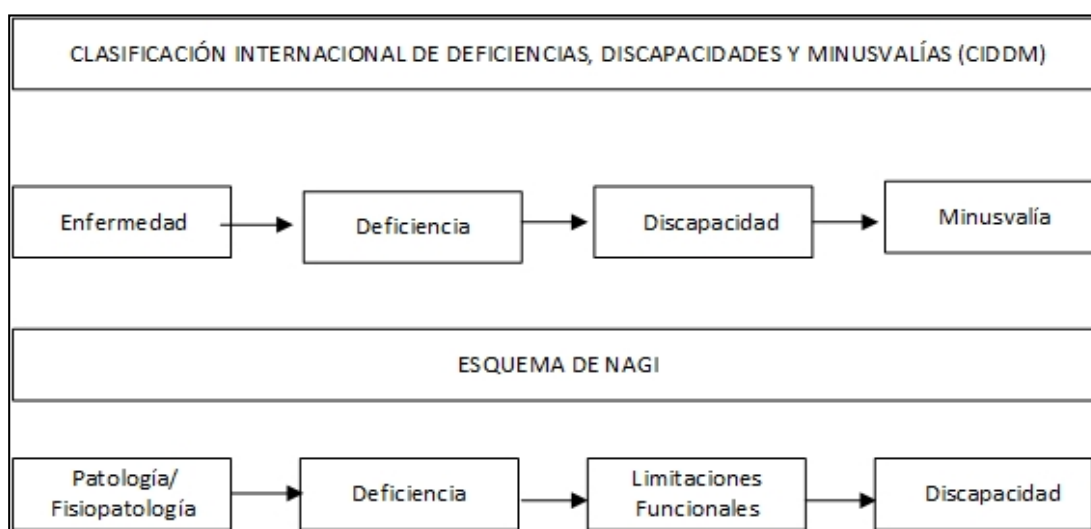 CLASIFICACIÓN INTERNACIONAL DE DEFICIENCIAS, DISCAPACIDADES Y MINUSVALÍAS (CIDDM)
Enfermedad
Deficiencia
Discapacidad
Minusvalía
ESQUEMA DE NAGI
Patología/
Fisiopatología
Deficiencia
Limitaciones
Funcionales
Discapacidad